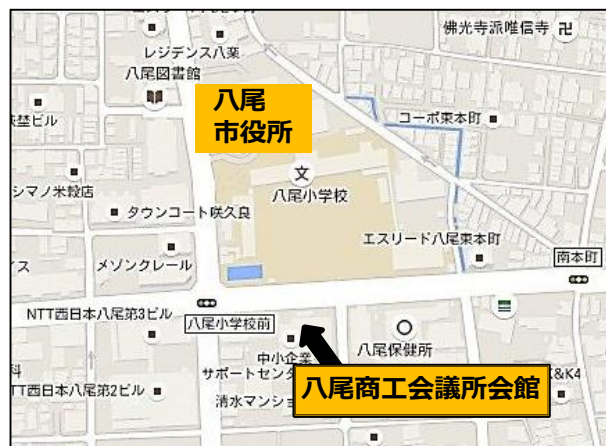 佛光寺派唯信寺
レジデンス八楽
八尾図書館
八尾
市役所
コーポ東本町
文
八尾小学校
シマノ米穀店
タウンコート咲久良
エスリード八尾東本町
南本町
メゾンクレール
イス
NTT西日本八尾第3ビル
八尾小学校前
中小企業
サポートセンタ
八尾保健所
八尾商工会議所会館
K&K4
TT西日本八尾第2ビル
清水マンショ
科